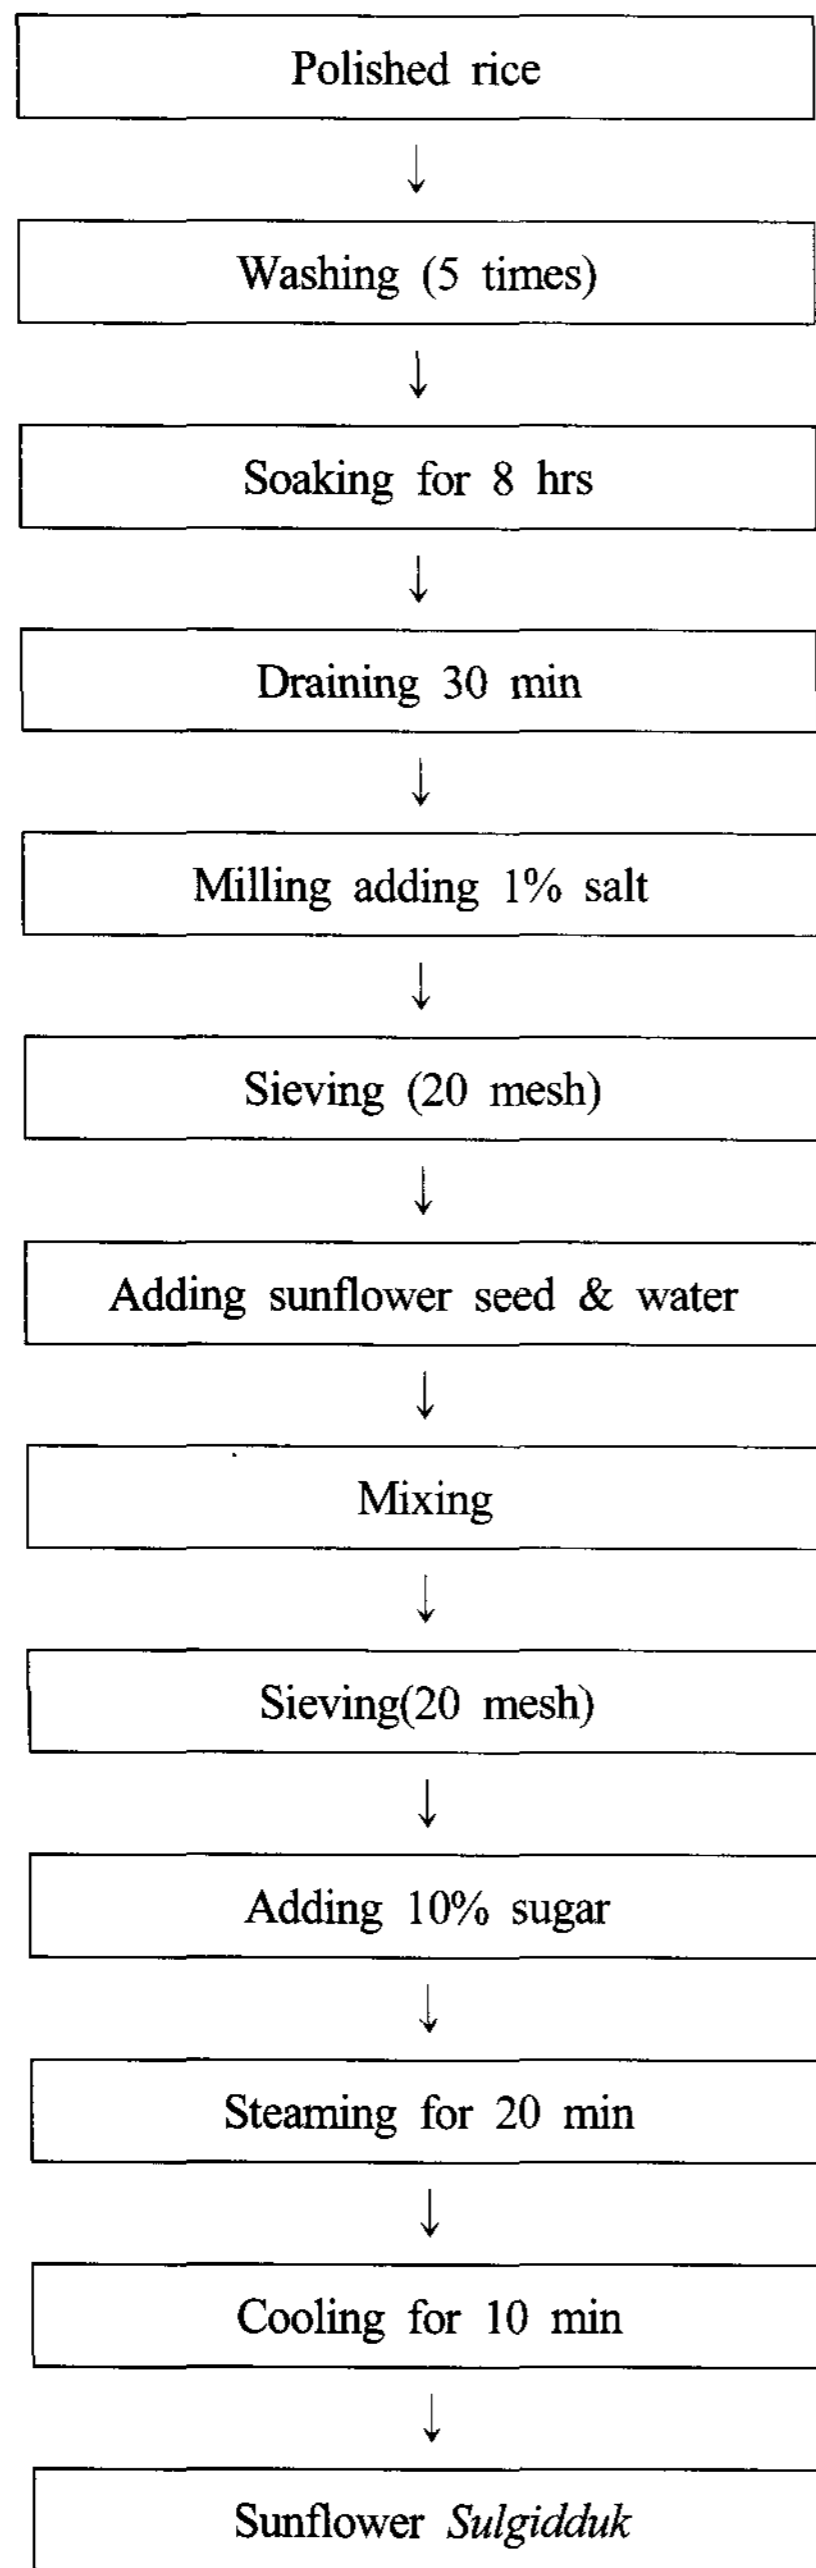 Polished rice
↓
Washing (5 times)
↓
Soaking for 8 hrs
↓
Draining 30 min
↓
Milling adding 1% salt
↓
Sieving (20 mesh)
↓
Adding sunflower seed & water
↓
Mixing
↓
Sieving(20 mesh)
↓
Adding 10% sugar
↓
Steaming for 20 min
↓
Cooling for 10 min
↓
Sunflower Sulgidduk